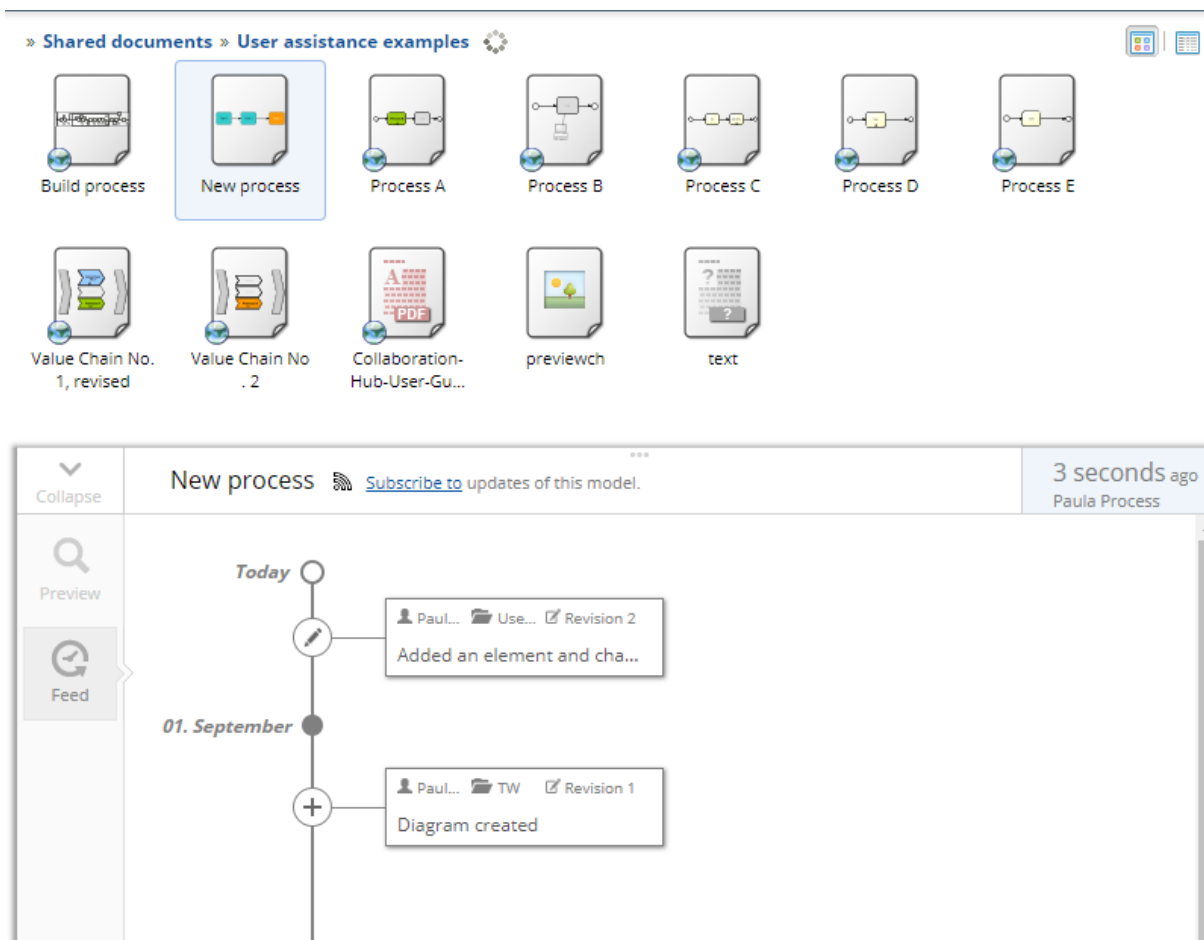 » Shared documents » User assistance examples
Build process
New process
Process A
Process B
Process C
Process D
Process E
Value Chain No.
1, revised
Value Chain No
. 2
A
PDF
Collaboration-
Hub-User-Gu...
previewch
?
?
text
Collapse
New process Subscribe to updates of this model.
3 seconds ago
Paula Process
Preview
Feed
Today
Paul... Use... Revision 2
Added an element and cha...
01. September
Paul... TW Revision 1
Diagram created